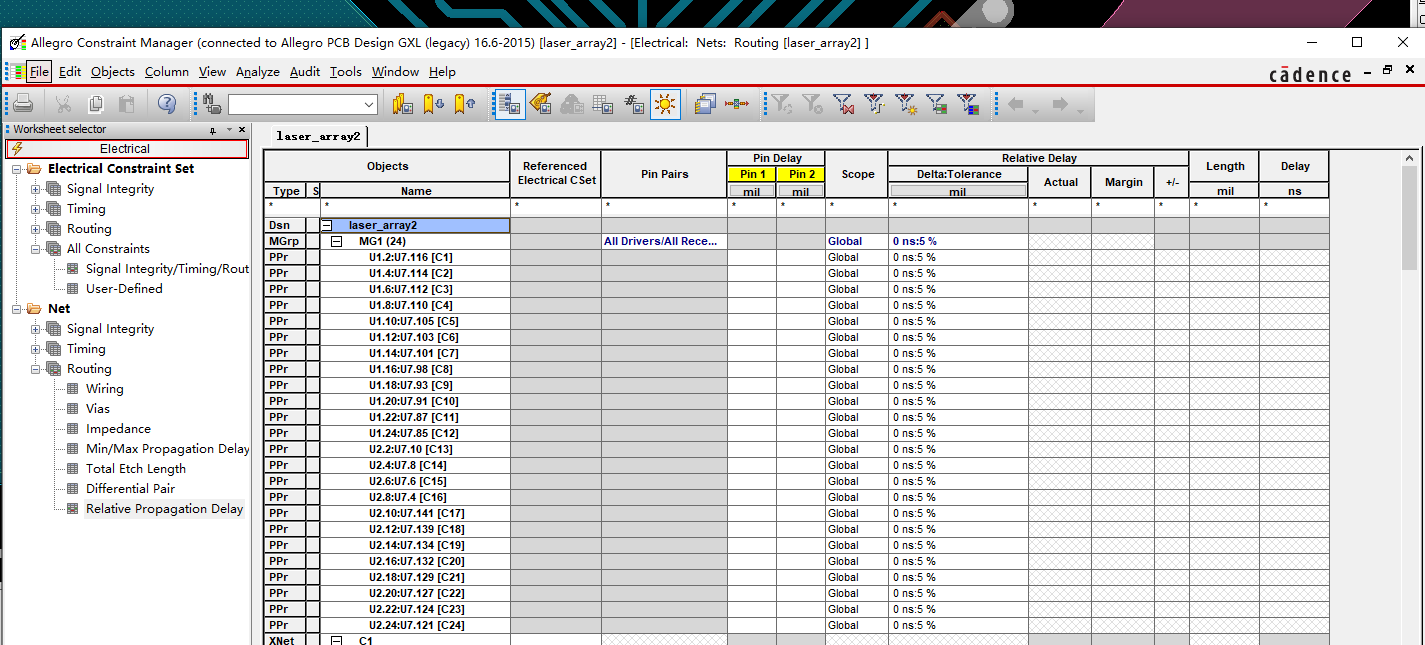 Allegro Constraint Manager (connected to Allegro PCB Design GXL (legacy) 16.6-2015) [laser_array2] - [Electrical: Nets: Routing [laser_array2] ]
File Edit Objects Column View Analyze Audit Tools Window Help
cādence
Worksheet selector
Electrical
Electrical Constraint Set
Signal Integrity
Timing
Routing
All Constraints
Signal Integrity/Timing/Rout
User-Defined
Net
Signal Integrity
Timing
Routing
Wiring
Vias
Impedance
Min/Max Propagation Delay
Total Etch Length
Differential Pair
Relative Propagation Delay
laser_array2
Objects Referenced Electrical CSet Pin Pairs Pin Delay Scope Relative Delay Length Delay
Pin 1 Pin 2 Delta:Tolerance Actual Margin +/-
Type S Name mil mil mil mil ns
* * * * * * * * * * * * *
Dsn laser_array2
MGrp MG1 (24) All Drivers/All Rece... Global 0 ns:5 %
PPr U1.2:U7.116 [C1] Global 0 ns:5 %
PPr U1.4:U7.114 [C2] Global 0 ns:5 %
PPr U1.6:U7.112 [C3] Global 0 ns:5 %
PPr U1.8:U7.110 [C4] Global 0 ns:5 %
PPr U1.10:U7.105 [C5] Global 0 ns:5 %
PPr U1.12:U7.103 [C6] Global 0 ns:5 %
PPr U1.14:U7.101 [C7] Global 0 ns:5 %
PPr U1.16:U7.98 [C8] Global 0 ns:5 %
PPr U1.18:U7.93 [C9] Global 0 ns:5 %
PPr U1.20:U7.91 [C10] Global 0 ns:5 %
PPr U1.22:U7.87 [C11] Global 0 ns:5 %
PPr U1.24:U7.85 [C12] Global 0 ns:5 %
PPr U2.2:U7.10 [C13] Global 0 ns:5 %
PPr U2.4:U7.8 [C14] Global 0 ns:5 %
PPr U2.6:U7.6 [C15] Global 0 ns:5 %
PPr U2.8:U7.4 [C16] Global 0 ns:5 %
PPr U2.10:U7.141 [C17] Global 0 ns:5 %
PPr U2.12:U7.139 [C18] Global 0 ns:5 %
PPr U2.14:U7.134 [C19] Global 0 ns:5 %
PPr U2.16:U7.132 [C20] Global 0 ns:5 %
PPr U2.18:U7.129 [C21] Global 0 ns:5 %
PPr U2.20:U7.127 [C22] Global 0 ns:5 %
PPr U2.22:U7.124 [C23] Global 0 ns:5 %
PPr U2.24:U7.121 [C24] Global 0 ns:5 %
XNet C1